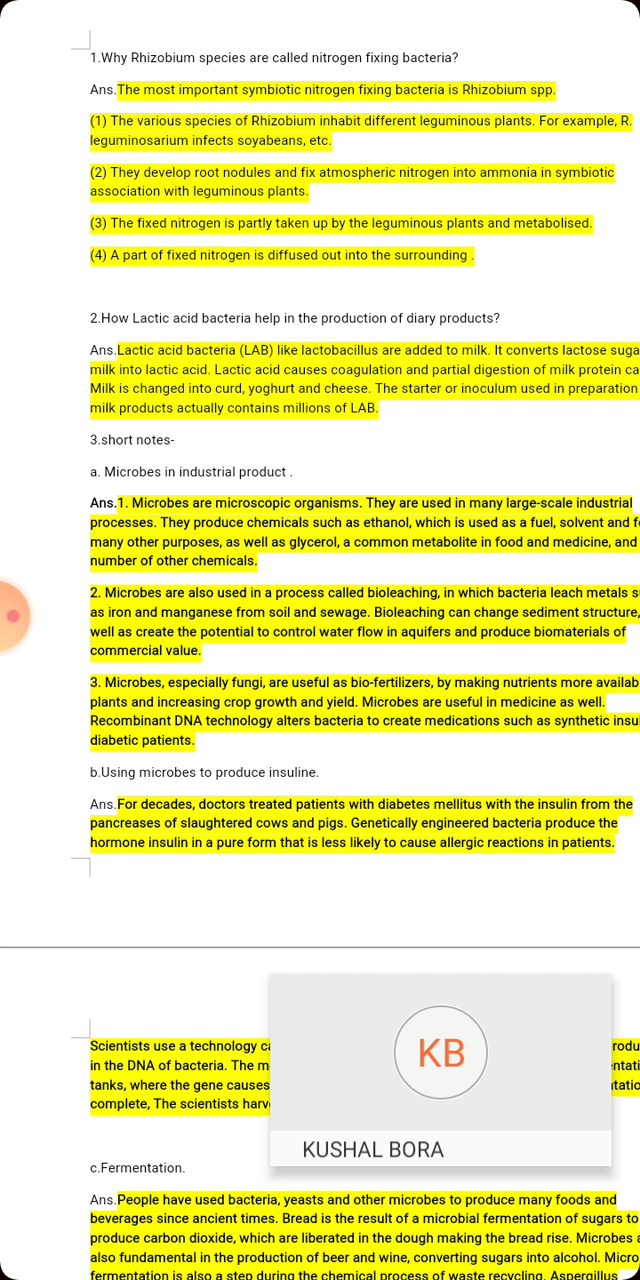 1.Why Rhizobium species are called nitrogen fixing bacteria?
Ans.The most important symbiotic nitrogen fixing bacteria is Rhizobium spp.
(1) The various species of Rhizobium inhabit different leguminous plants. For example, R.
leguminosarium infects soyabeans, etc.
(2) They develop root nodules and fix atmospheric nitrogen into ammonia in symbiotic
association with leguminous plants.
(3) The fixed nitrogen is partly taken up by the leguminous plants and metabolised.
(4) A part of fixed nitrogen is diffused out into the surrounding .
2.How Lactic acid bacteria help in the production of diary products?
Ans.Lactic acid bacteria (LAB) like lactobacillus are added to milk. It converts lactose
milk into lactic acid. Lactic acid causes coagulation and partial digestion of milk protein
Milk is changed into curd, yoghurt and cheese. The starter or inoculum used in preparation
milk products actually contains millions of LAB.
3.short notes-
a. Microbes in industrial product .
Ans.1. Microbes are microscopic organisms. They are used in many large-scale industrial
processes. They produce chemicals such as ethanol, which is used as a fuel, solvent and
many other purposes, as well as glycerol, a common metabolite in food and medicine, and
number of other chemicals.
2. Microbes are also used in a process called bioleaching, in which bacteria leach metals
as iron and manganese from soil and sewage. Bioleaching can change sediment structure,
well as create the potential to control water flow in aquifers and produce biomaterials of
commercial value.
3. Microbes, especially fungi, are useful as bio-fertilizers, by making nutrients more
plants and increasing crop growth and yield. Microbes are useful in medicine as well.
Recombinant DNA technology alters bacteria to create medications such as synthetic
diabetic patients.
b.Using microbes to produce insuline.
Ans.For decades, doctors treated patients with diabetes mellitus with the insulin from the
pancreases of slaughtered cows and pigs. Genetically engineered bacteria produce the
hormone insulin in a pure form that is less likely to cause allergic reactions in patients.
Scientists use a technology
in the DNA of bacteria. The
tanks, where the gene causes
complete, The scientists
KB
KUSHAL BORA
c.Fermentation.
Ans.People have used bacteria, yeasts and other microbes to produce many foods and
beverages since ancient times. Bread is the result of a microbial fermentation of sugars to
produce carbon dioxide, which are liberated in the dough making the bread rise. Microbes
also fundamental in the production of beer and wine, converting sugars into alcohol.
fermentation is also a step during the chemical process of waste recycling. Aspergillus